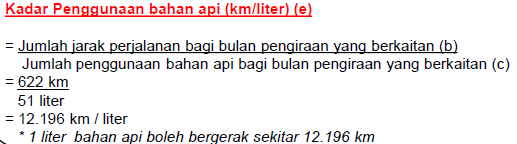 Kadar Penggunaan bahan api (km/liter) (e)
= Jumlah jarak perjalanan bagi bulan pengiraan yang berkaitan (b)
Jumlah penggunaan bahan api bagi bulan pengiraan yang berkaitan (c)
= 622 km
51 liter
= 12.196 km / liter
* 1 liter bahan api boleh bergerak sekitar 12.196 km